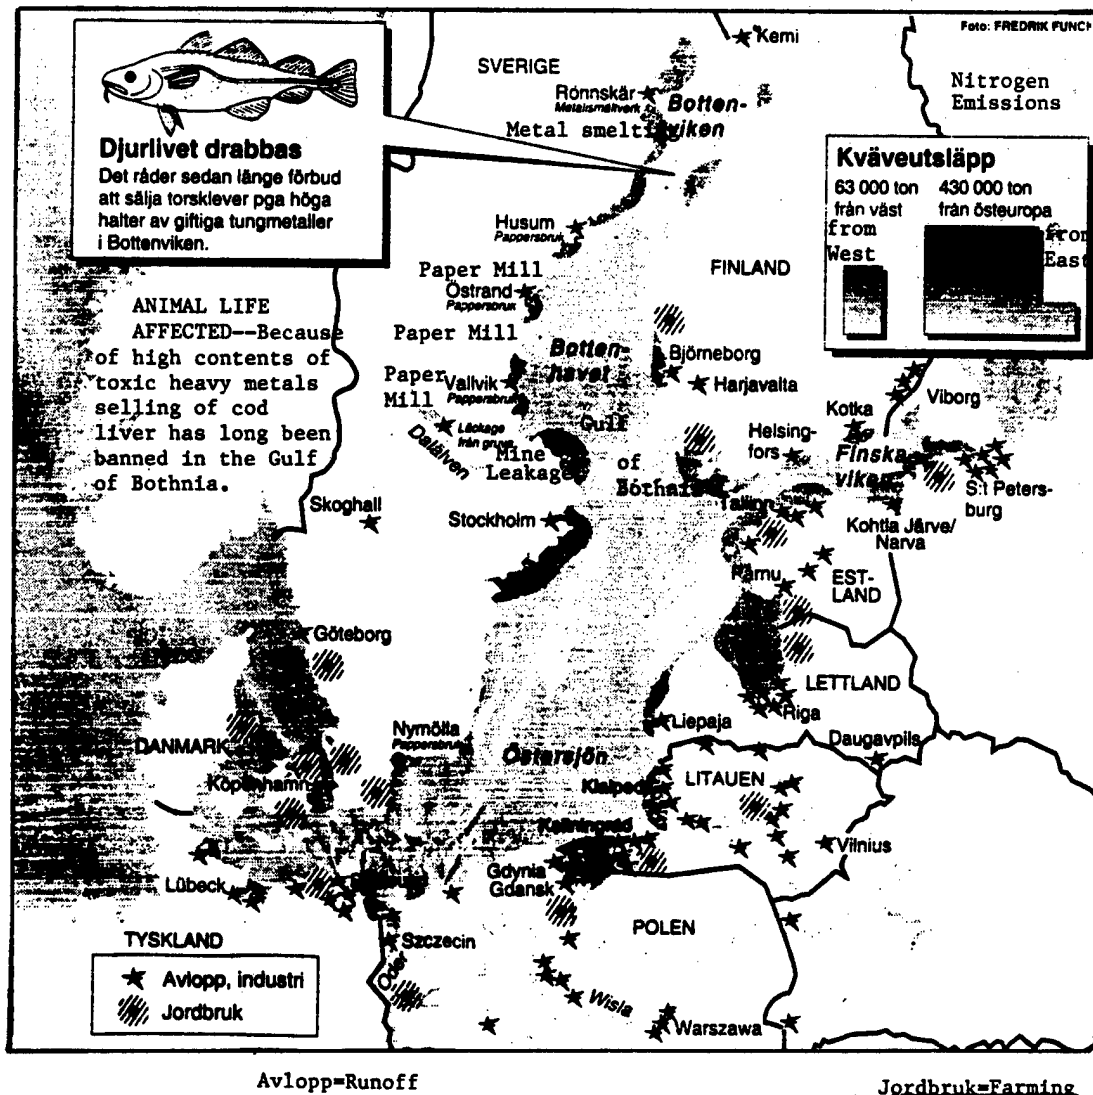 Foto: FREDRIK FUNCH
Kemi
SVERIGE
Rönnskär
Metallsmältverk
Metal smelti
Botten-
viken
Nitrogen
Emissions
Djurlivet drabbas
Det råder sedan länge förbud
att sälja torsklever pga höga
halter av giftiga tungmetaller
i Bottenviken.
Kväveutsläpp
63 000 ton
från väst
430 000 ton
från östeuropa
from
West
from
East
Husum
Pappersbruk
Paper Mill
Östrand
Pappersbruk
Paper Mill
FINLAND
ANIMAL LIFE
AFFECTED--Because
of high contents of
toxic heavy metals
selling of cod
liver has long been
banned in the Gulf
of Bothnia.
Botten-
havet
Björneborg
Harjavalta
Paper
Mill
Vallvik
Pappersbruk
Läckage
från gruva
Dalälven
Mine
Leakage
Gulf
of
Kotka
Viborg
Helsing-
fors
Finska
viken
S:t Peters-
burg
Skoghall
Stockholm
Tallinn
Kohtla Järve/
Narva
Pärnu
EST-
LAND
Göteborg
LETTLAND
Riga
Liepaja
Daugavpils
Nymölla
Pappersbruk
DANMARK
Östersjön
Köpenhamn
Klaipeda
LITAUEN
Kaliningrad
Vilnius
Gdynia
Gdansk
Lübeck
POLEN
TYSKLAND
Szczecin
Oder
Wisla
Warszawa
Avlopp, industri
Jordbruk
Avlopp=Runoff
Jordbruk=Farming